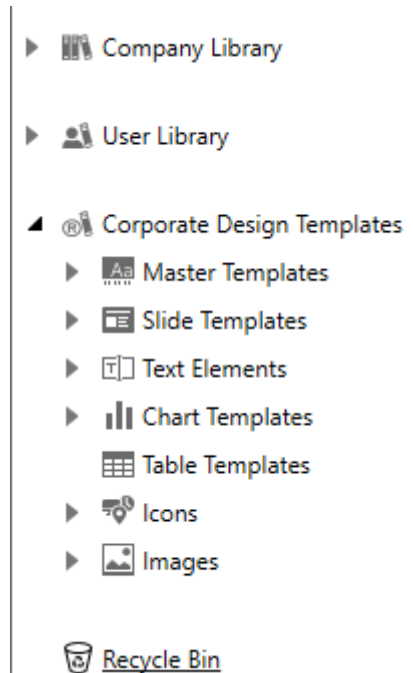 Company Library
User Library
Corporate Design Templates
Aa Master Templates
Slide Templates
T Text Elements
Chart Templates
Table Templates
Icons
Images
Recycle Bin